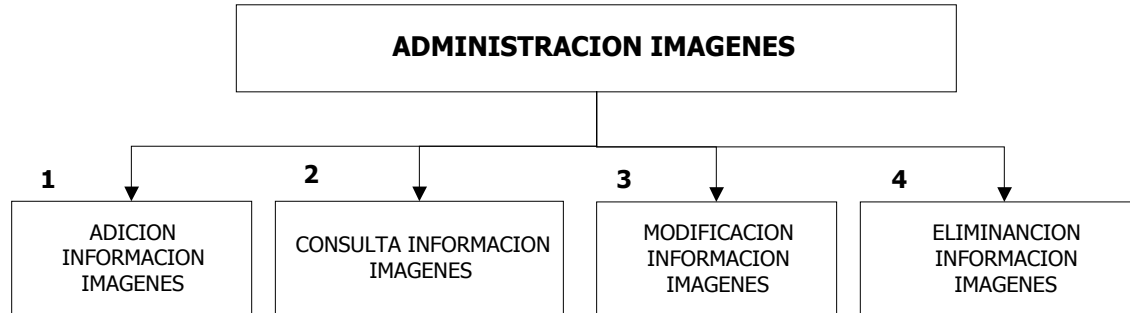 ADMINISTRACION IMAGENES
1
ADICION
INFORMACION
IMAGENES
2
CONSULTA INFORMACION
IMAGENES
3
MODIFICACION
INFORMACION
IMAGENES
4
ELIMINANCION
INFORMACION
IMAGENES